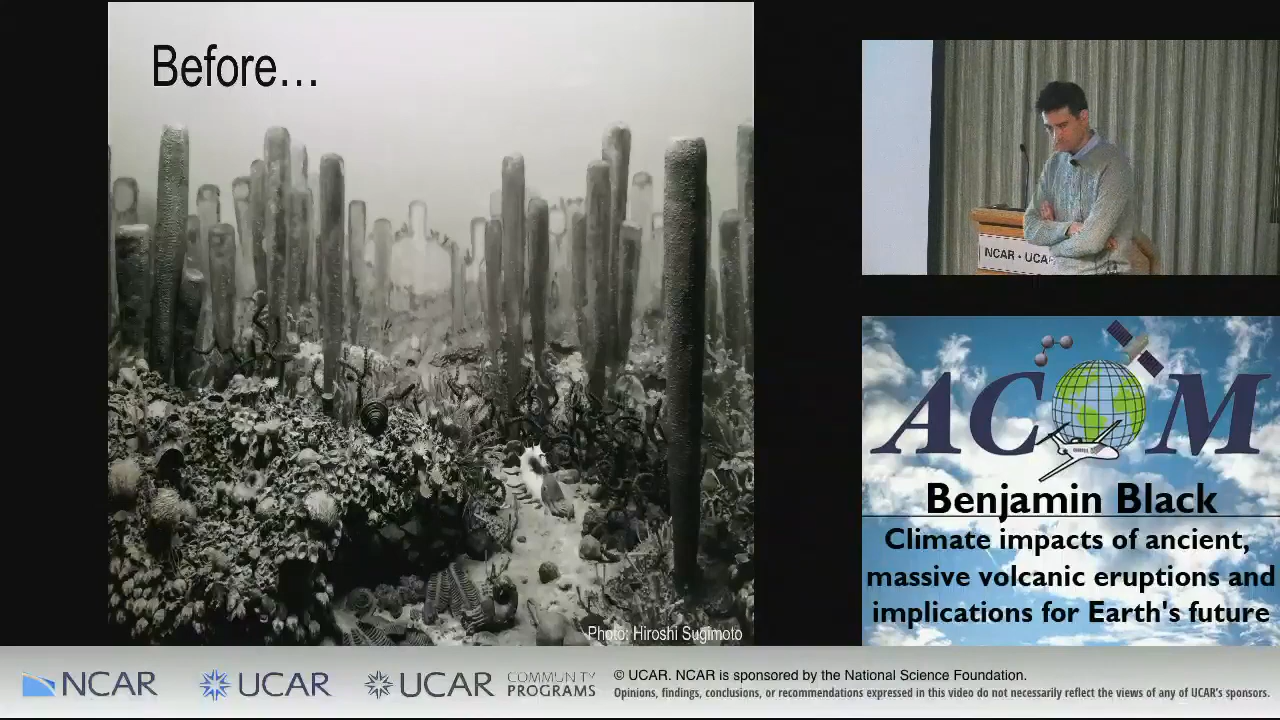 Before...
Photo: Hiroshi Sugimoto
NCAR • UCA
ACOM
Benjamin Black
Climate impacts of ancient,
massive volcanic eruptions and
implications for Earth's future
NCAR
UCAR
UCAR
COMMUNITY
PROGRAMS
© UCAR. NCAR is sponsored by the National Science Foundation.
Opinions, findings, conclusions, or recommendations expressed in this video do not necessarily reflect the views of any of UCAR's sponsors.